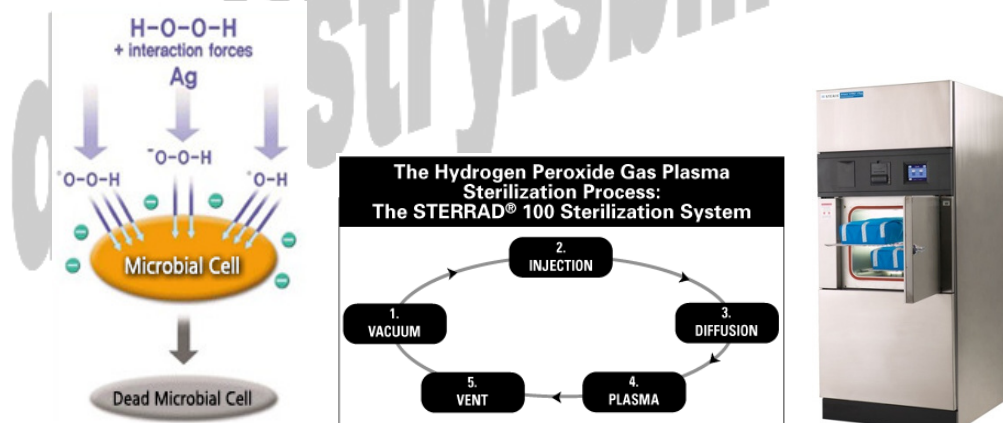 H-O-O-H
+ interaction forces
Ag
⁻O-O-H
°O-O-H
°O-H
Microbial Cell
Dead Microbial Cell
The Hydrogen Peroxide Gas Plasma
Sterilization Process:
The STERRAD® 100 Sterilization System
1.
VACUUM
2.
INJECTION
3.
DIFFUSION
4.
PLASMA
5.
VENT